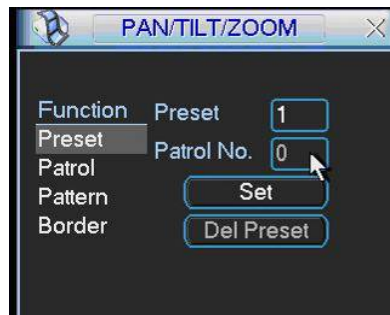 PAN/TILT/ZOOM
Function Preset 1
Preset
Patrol No. 0
Patrol
Pattern Set
Border Del Preset